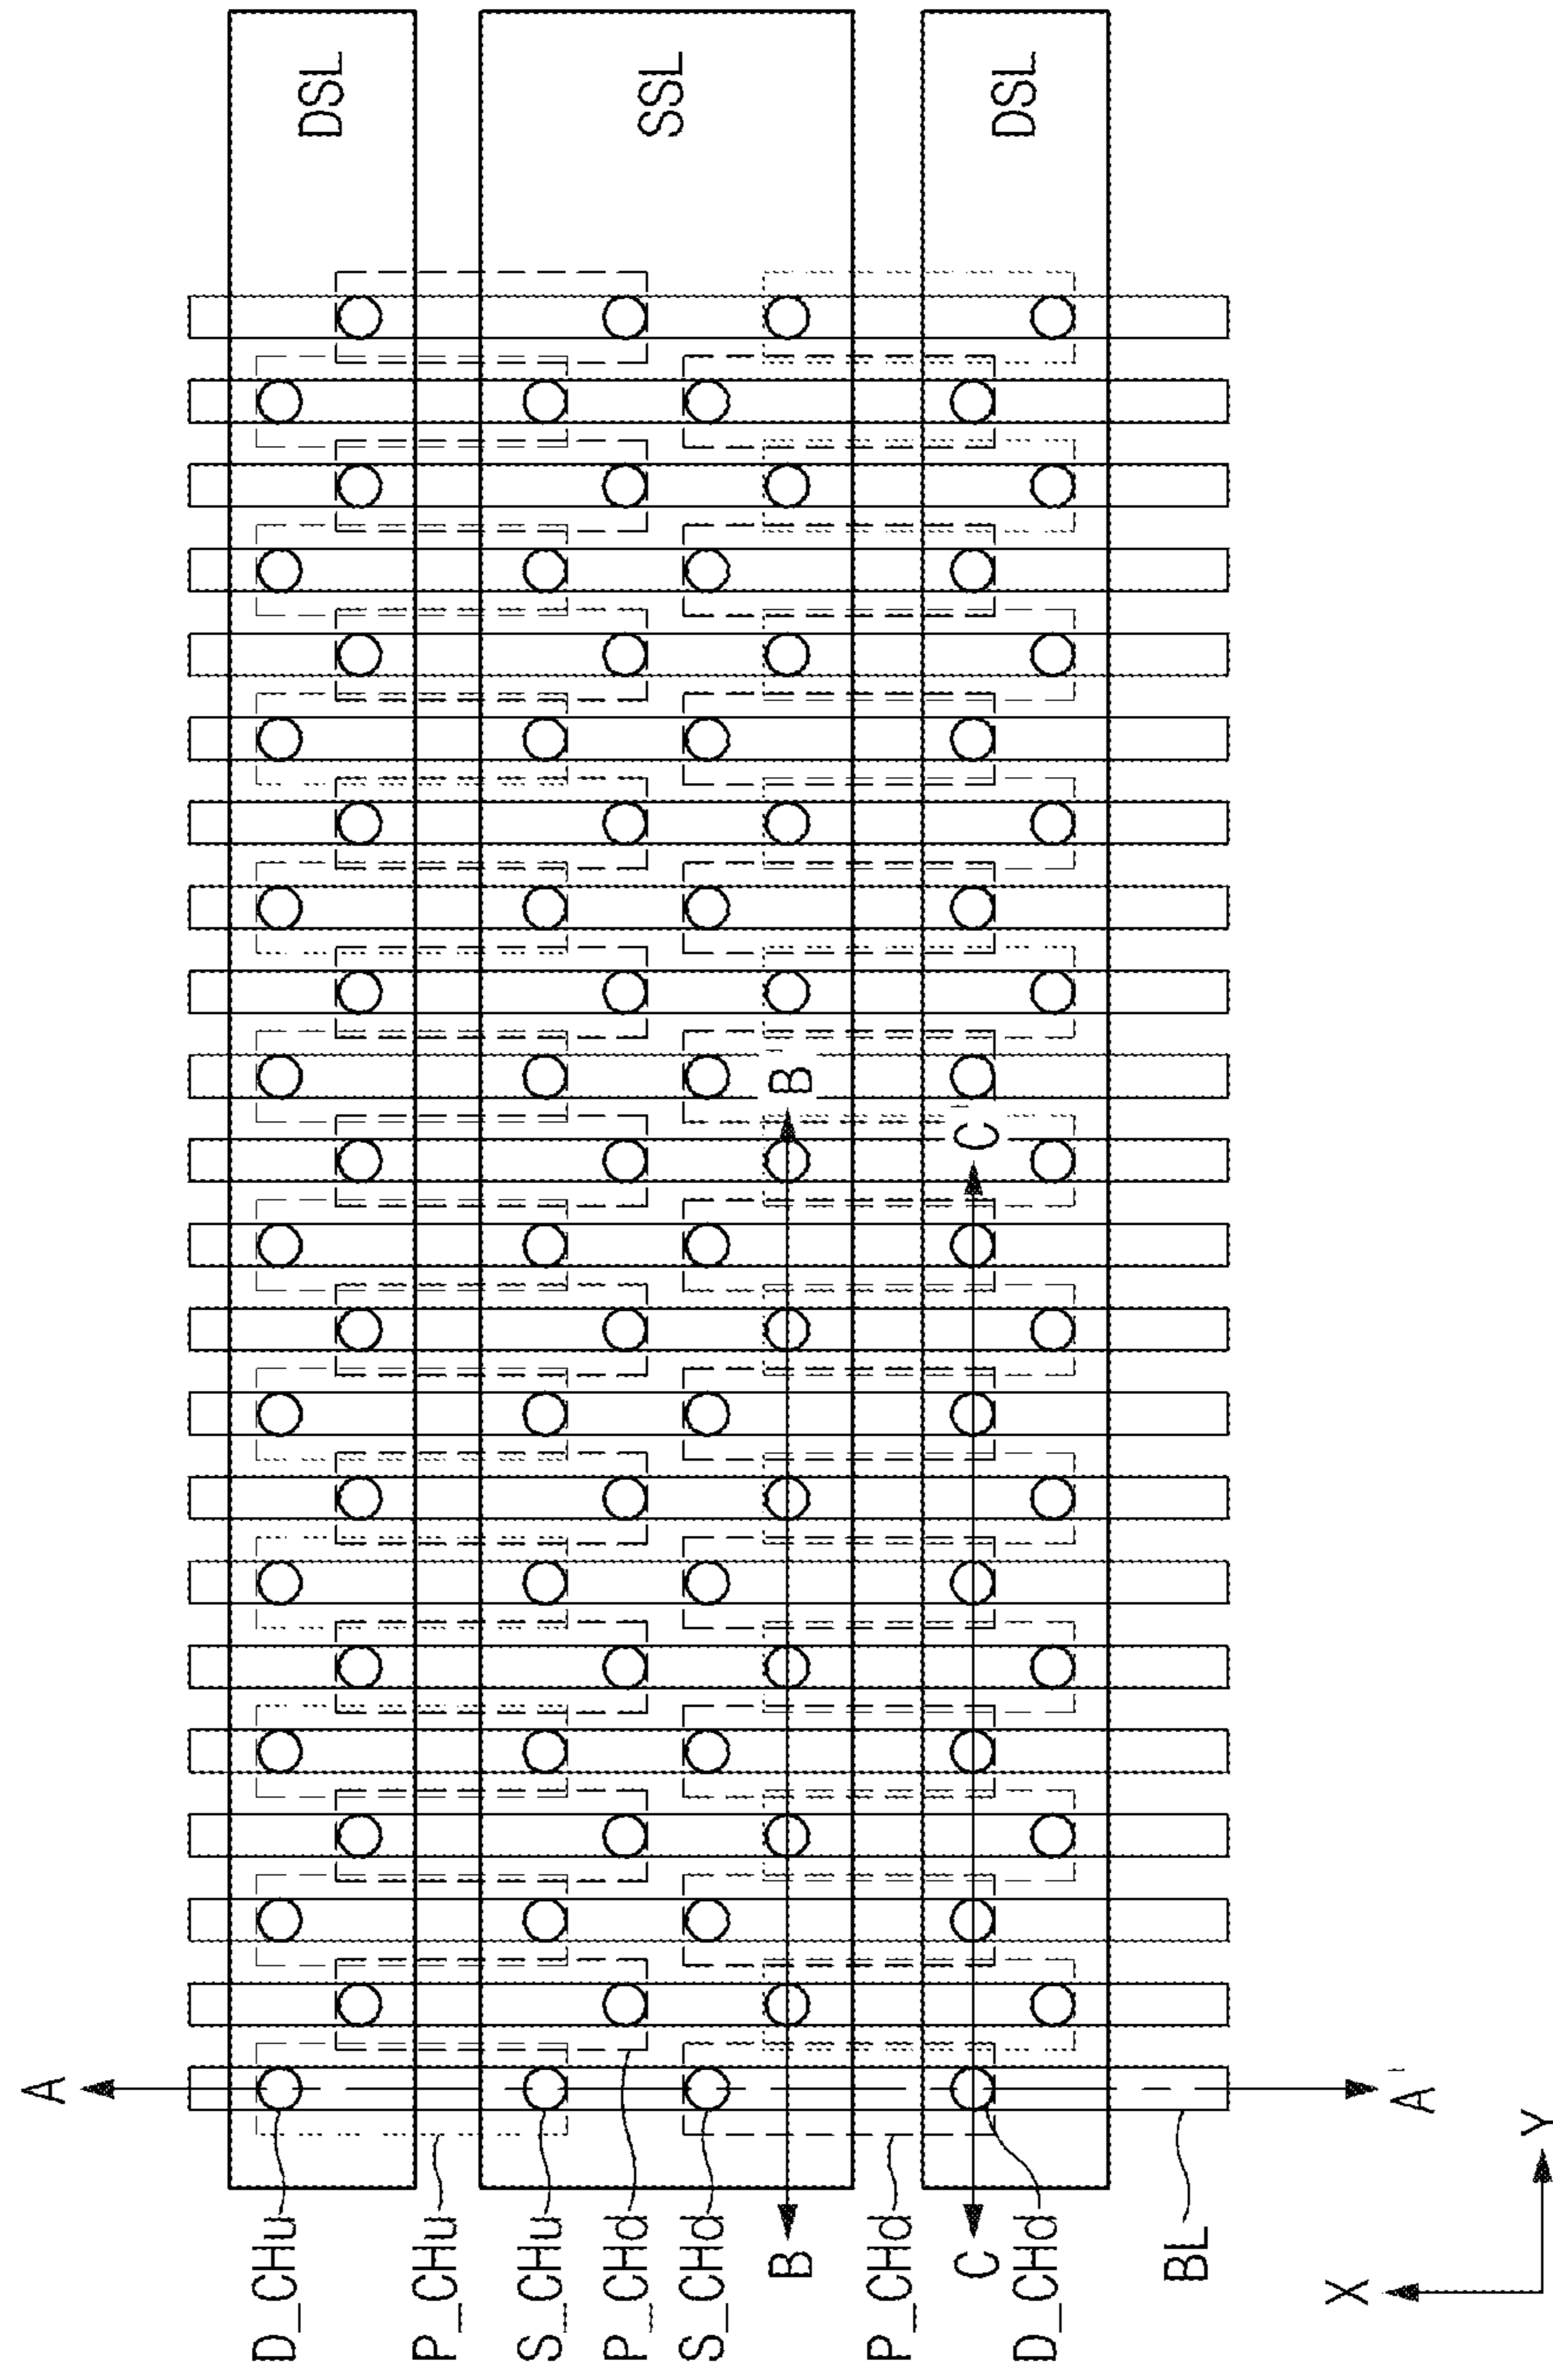 DSL
SSL
DSL
A
B
C
D_CHu
P_CHu
S_CHu
P_CHd
S_CHd
B
P_CHd
C
D_CHd
BL
A'
X
Y